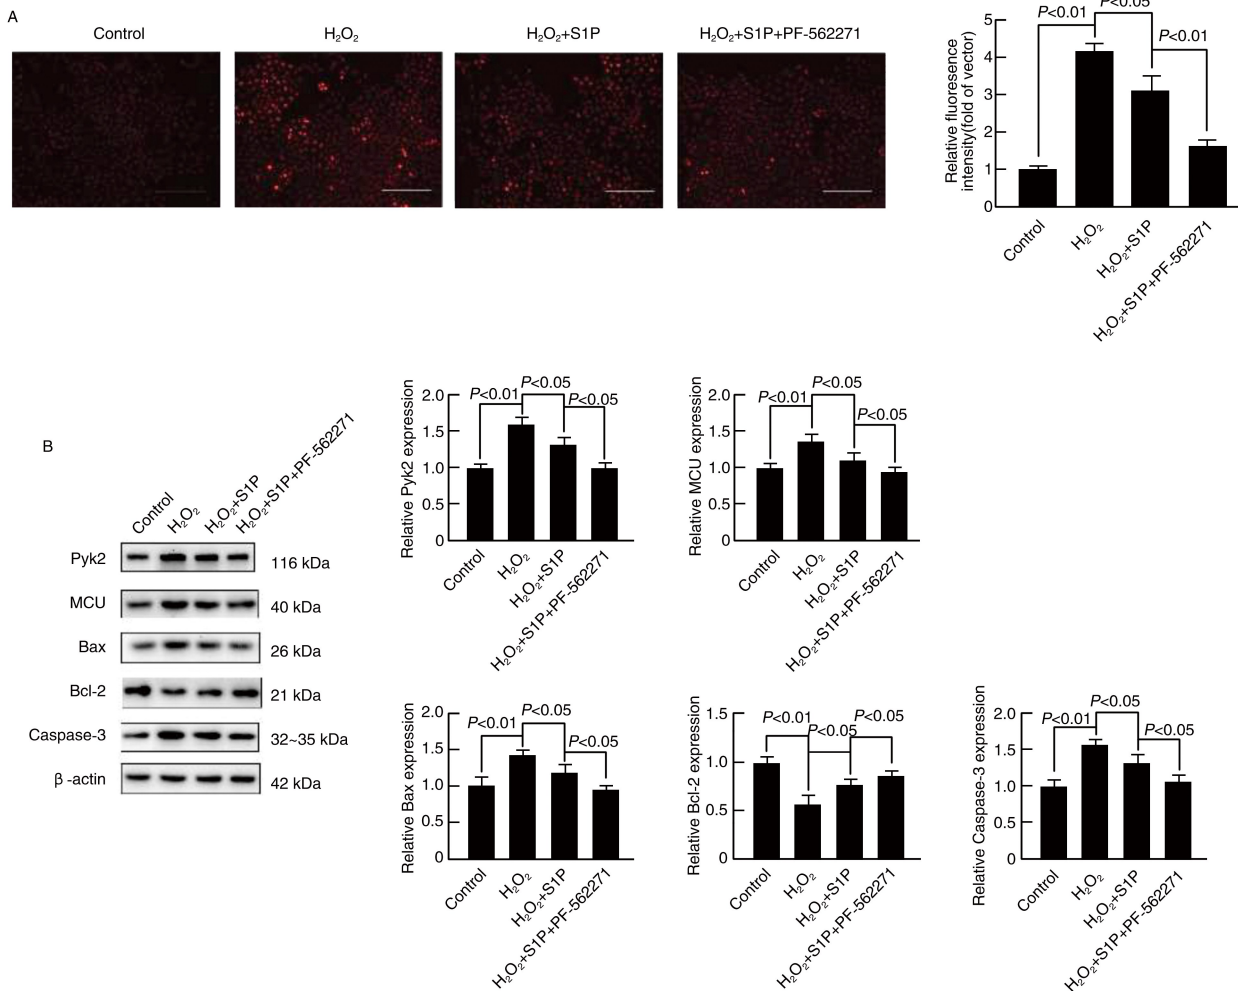 A
Control
H₂O₂
H₂O₂+S1P
H₂O₂+S1P+PF-562271
Relative fluoresence
intensity(fold of vector)
5
4
3
2
1
0
P<0.01
P<0.05
P<0.01
Control
H₂O₂
H₂O₂+S1P
H₂O₂+S1P+PF-562271
B
Control
H₂O₂
H₂O₂+S1P
H₂O₂+S1P+PF-562271
Pyk2
116 kDa
MCU
40 kDa
Bax
26 kDa
Bcl-2
21 kDa
Caspase-3
32~35 kDa
β -actin
42 kDa
Relative Pyk2 expression
2.0
1.5
1.0
0.5
0
P<0.01
P<0.05
P<0.05
Control
H₂O₂
H₂O₂+S1P
H₂O₂+S1P+PF-562271
Relative MCU expression
2.0
1.5
1.0
0.5
0
P<0.01
P<0.05
P<0.05
Control
H₂O₂
H₂O₂+S1P
H₂O₂+S1P+PF-562271
Relative Bax expression
2.0
1.5
1.0
0.5
0
P<0.01
P<0.05
P<0.05
Control
H₂O₂
H₂O₂+S1P
H₂O₂+S1P+PF-562271
Relative Bcl-2 expression
1.5
1.0
0.5
0
P<0.01
P<0.05
P<0.05
Control
H₂O₂
H₂O₂+S1P
H₂O₂+S1P+PF-562271
Relative Caspase-3 expression
2.0
1.5
1.0
0.5
0
P<0.01
P<0.05
P<0.05
Control
H₂O₂
H₂O₂+S1P
H₂O₂+S1P+PF-562271